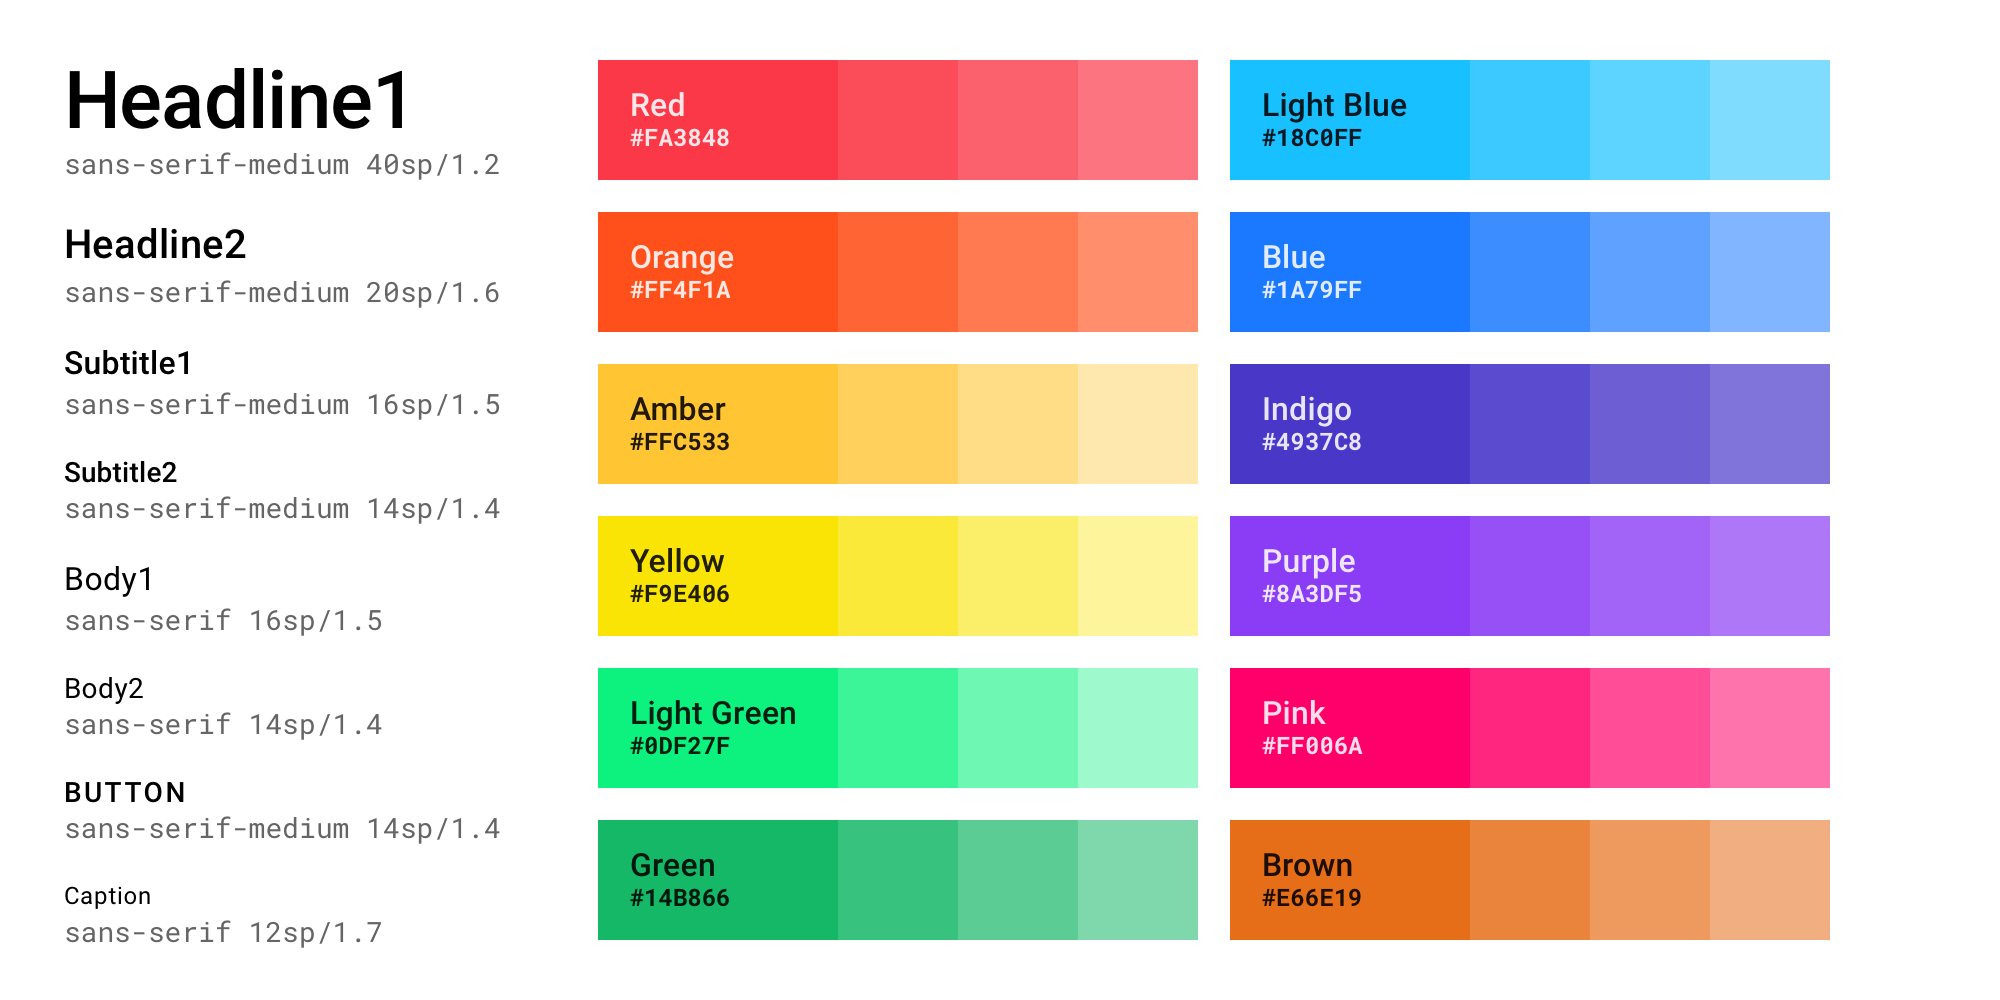 Headline1
sans-serif-medium 40sp/1.2
Headline2
sans-serif-medium 20sp/1.6
Subtitle1
sans-serif-medium 16sp/1.5
Subtitle2
sans-serif-medium 14sp/1.4
Body1
sans-serif 16sp/1.5
Body2
sans-serif 14sp/1.4
BUTTON
sans-serif-medium 14sp/1.4
Caption
sans-serif 12sp/1.7
Red
#FA3848
Orange
#FF4F1A
Amber
#FFC533
Yellow
#F9E406
Light Green
#0DF27F
Green
#14B866
Light Blue
#18C0FF
Blue
#1A79FF
Indigo
#4937C8
Purple
#8A3DF5
Pink
#FF006A
Brown
#E66E19